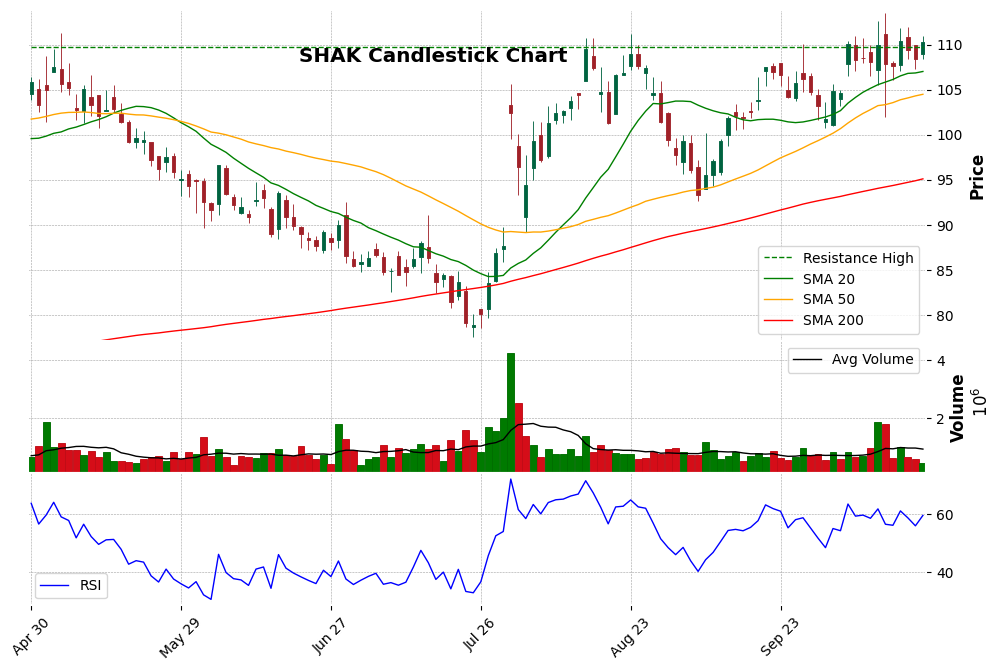 SHAK Candlestick Chart
110
105
100
95
90
85
80
Price
Resistance High
SMA 20
SMA 50
SMA 200
Avg Volume
4
2
Volume
10^6
60
40
RSI
Apr 30
May 29
Jun 27
Jul 26
Aug 23
Sep 23